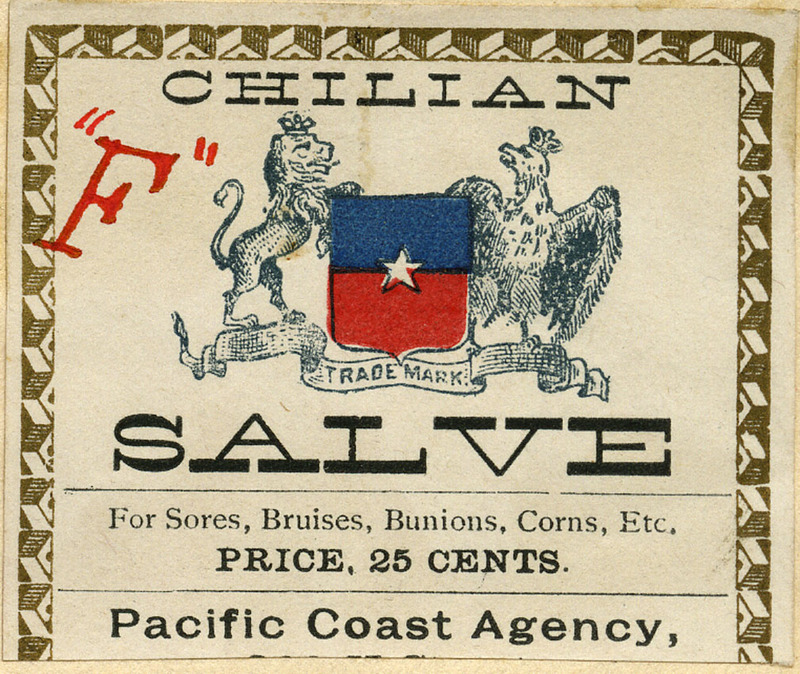 CHILIAN
"F"
TRADE MARK.
SALVE
For Sores, Bruises, Bunions, Corns, Etc.
PRICE, 25 CENTS.
Pacific Coast Agency,